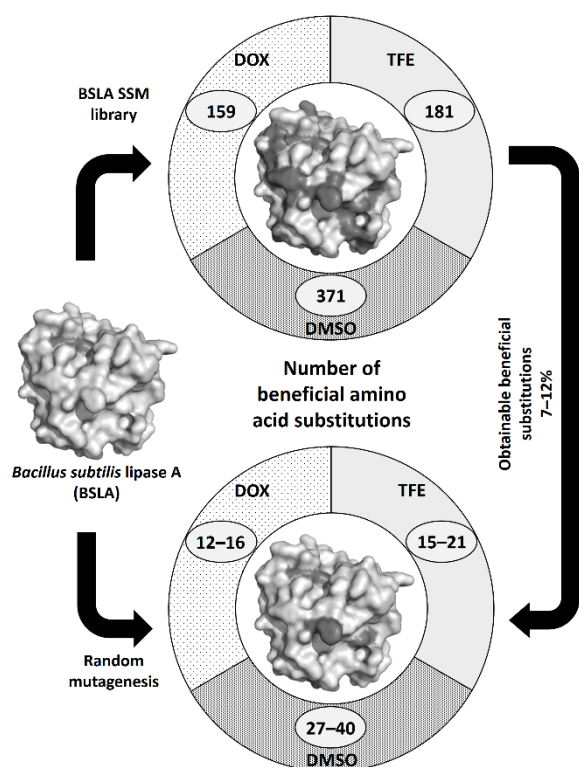 DOX
TFE
BSLA SSM
library
159
181
371
DMSO
Number of
beneficial amino
acid substitutions
Obtainable beneficial
substitutions
7–12%
Bacillus subtilis lipase A
(BSLA)
DOX
TFE
12–16
15–21
Random
mutagenesis
27–40
DMSO